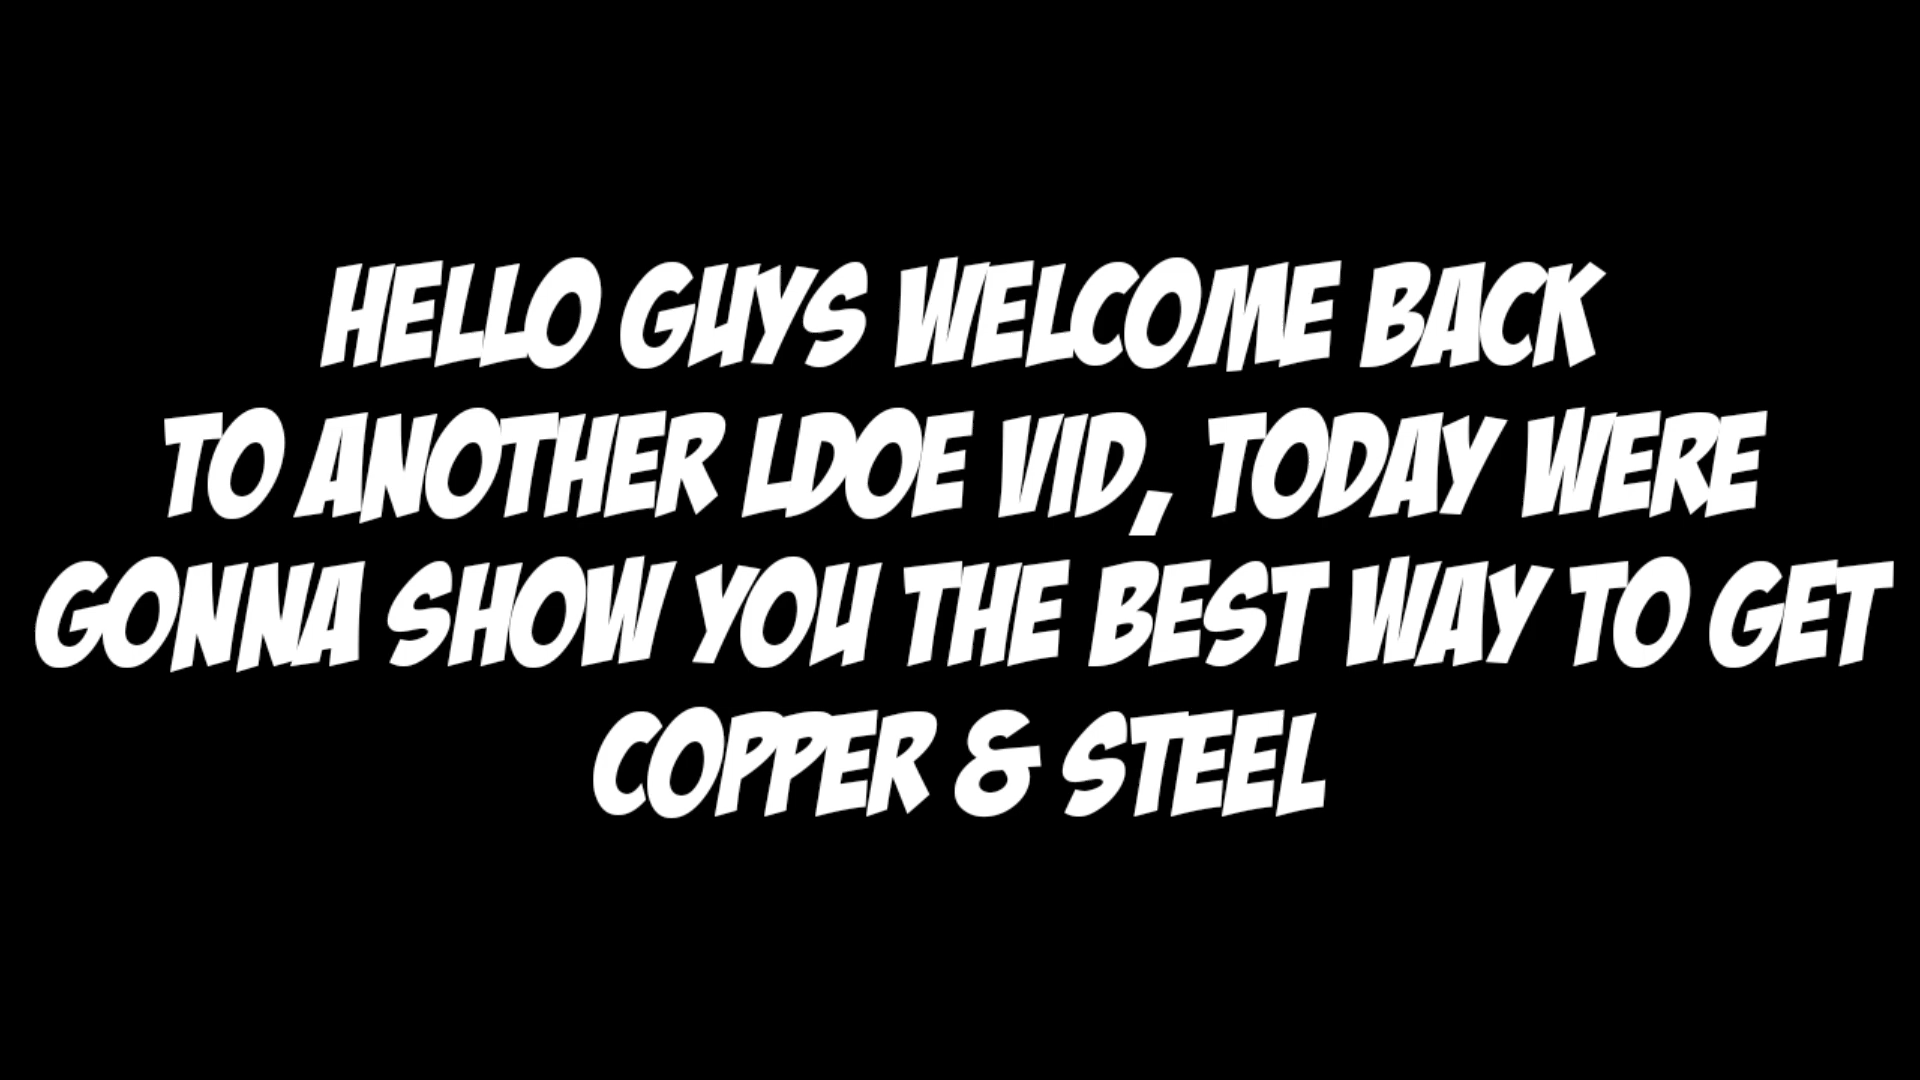 HELLO GUYS WELCOME BACK
TO ANOTHER LDOE VID, TODAY WERE
GONNA SHOW YOU THE BEST WAY TO GET
COPPER & STEEL